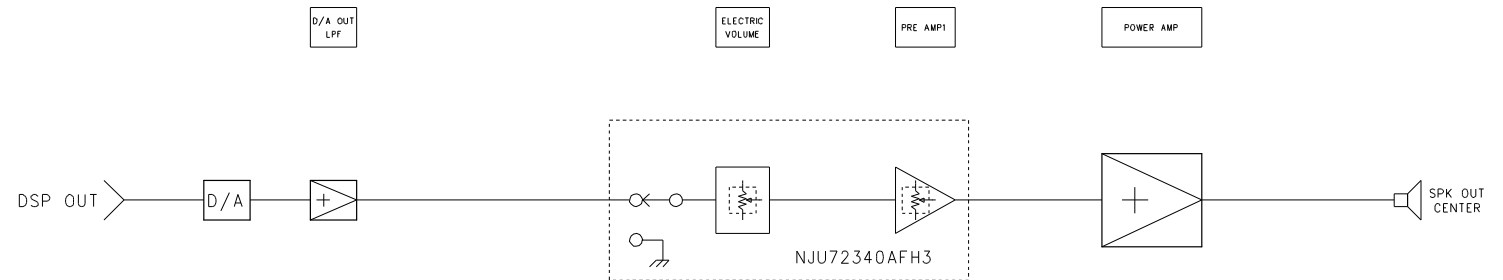 D/A OUT
LPF
ELECTRIC
VOLUME
PRE AMP1
POWER AMP
DSP OUT
D/A
NJU72340AFH3
SPK OUT
CENTER